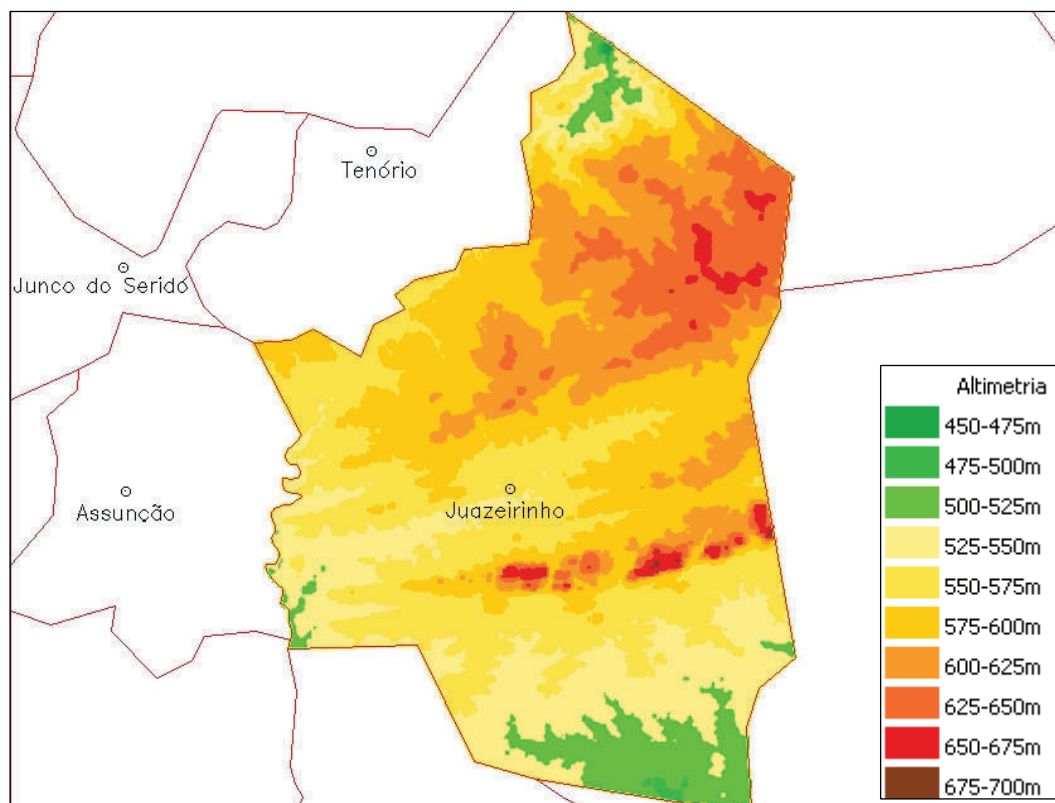 Tenório
Junco do Seridó
Assunção
Juazeirinho
Altimetria
450-475m
475-500m
500-525m
525-550m
550-575m
575-600m
600-625m
625-650m
650-675m
675-700m